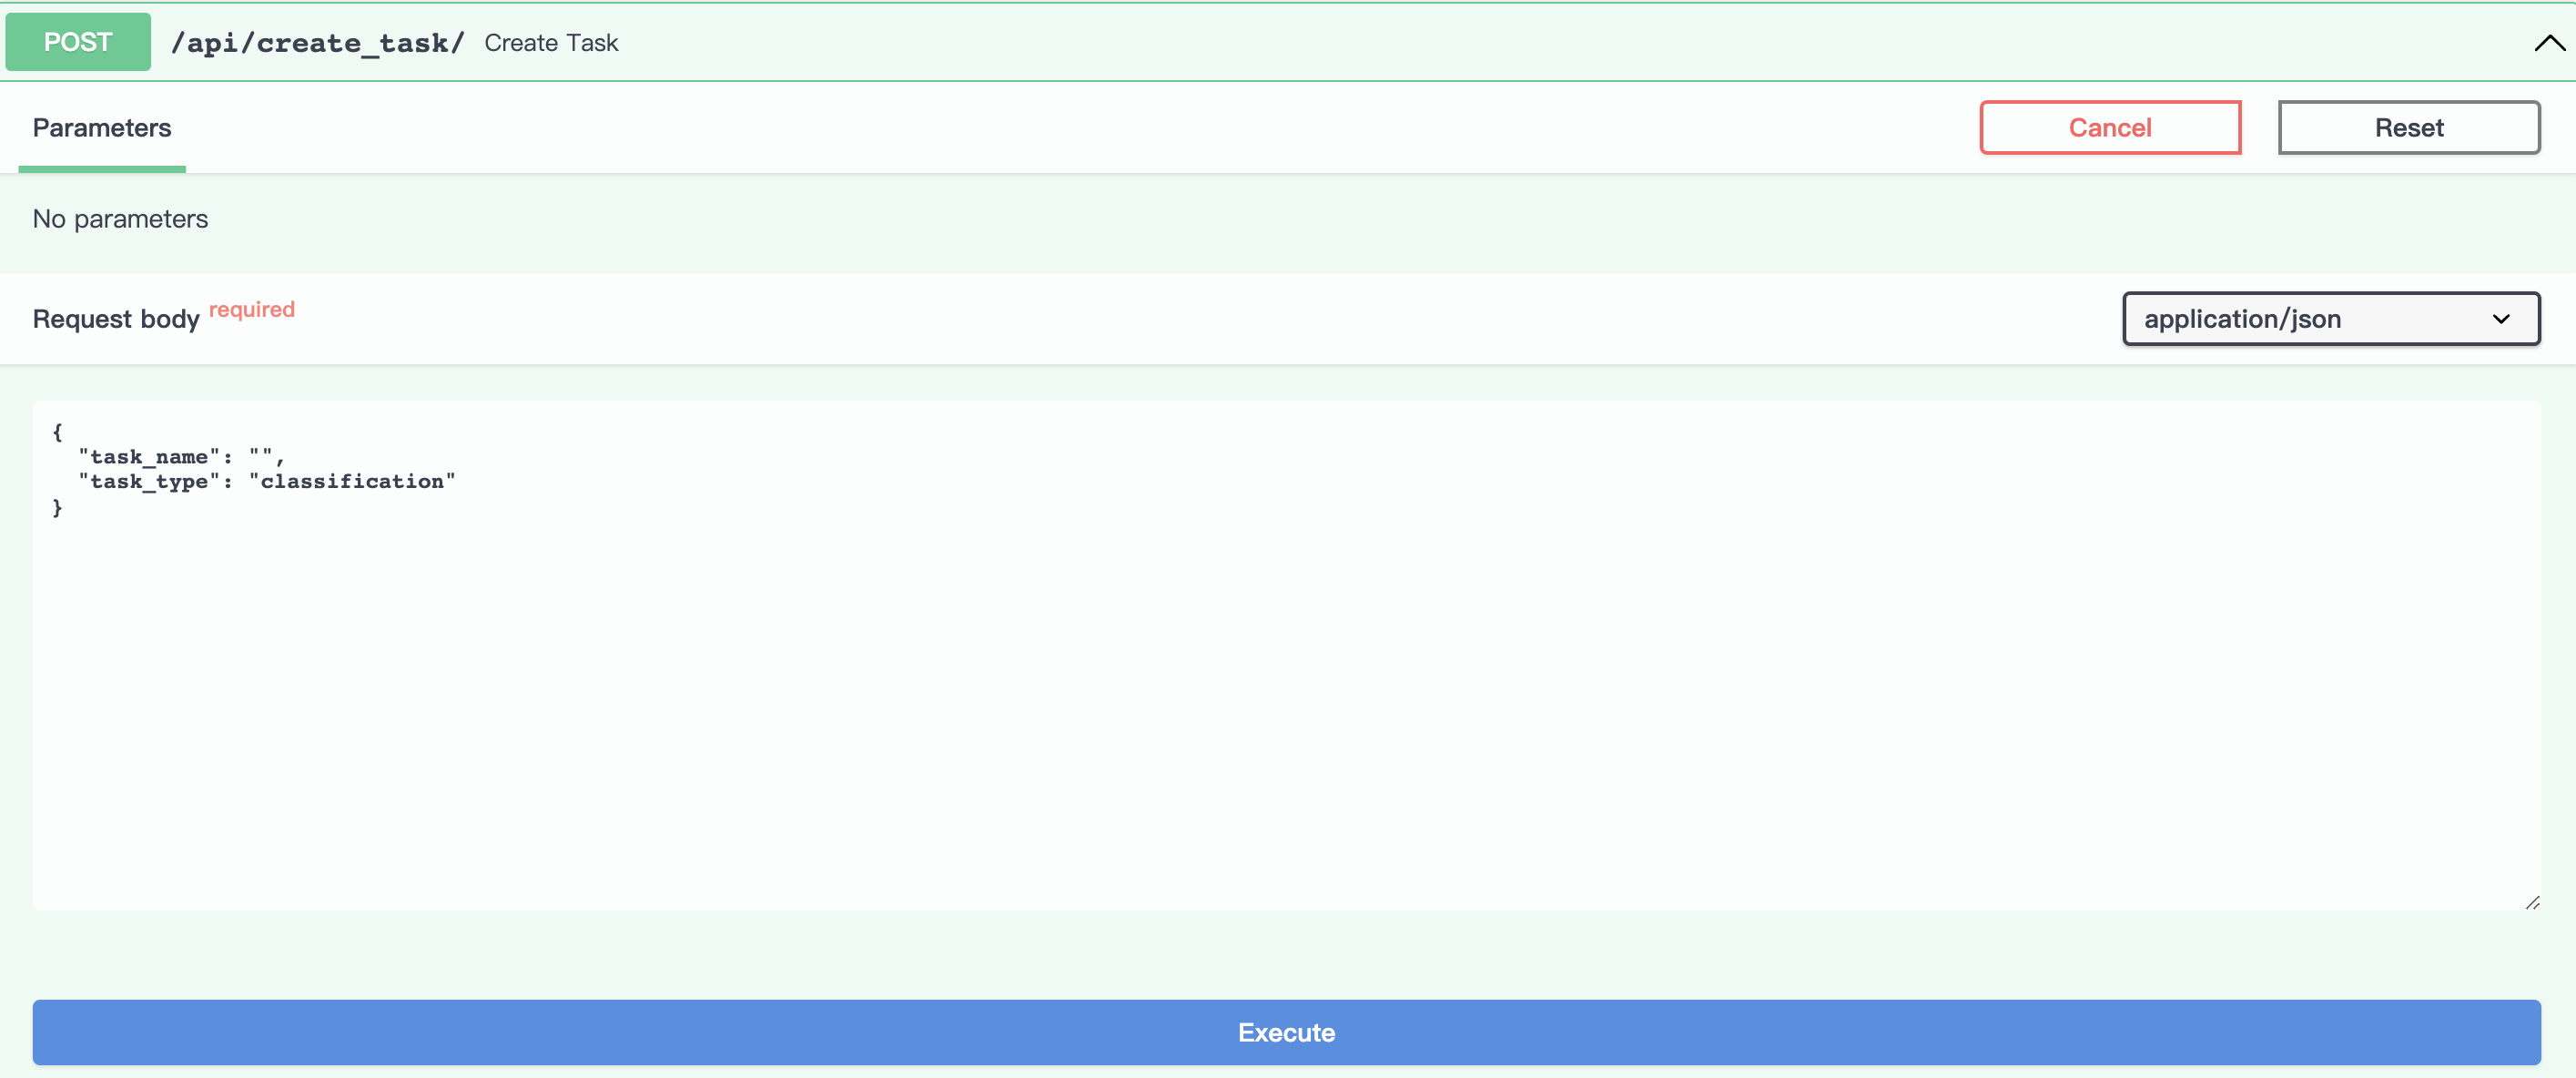 POST /api/create_task/ Create Task
Parameters Cancel Reset
No parameters
Request body required application/json
{
  "task_name": "",
  "task_type": "classification"
}
Execute